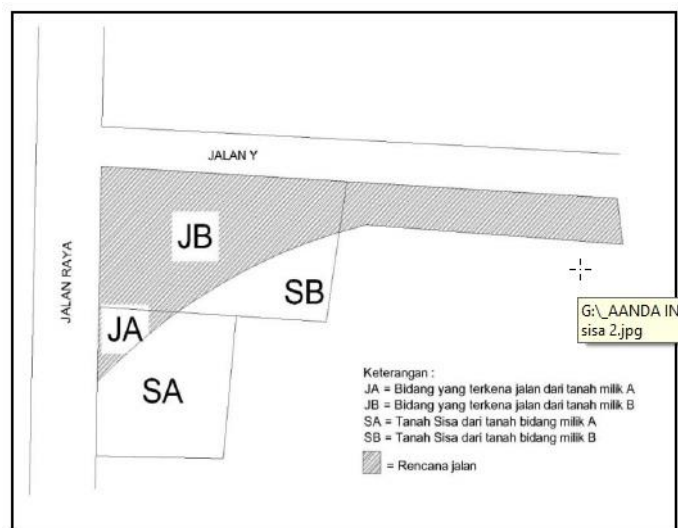 JALAN Y
JALAN RAYA
JB
SB
JA
SA
G:\_AANDA IN
sisa 2.jpg
Keterangan :
JA = Bidang yang terkena jalan dari tanah milik A
JB = Bidang yang terkena jalan dari tanah milik B
SA = Tanah Sisa dari tanah bidang milik A
SB = Tanah Sisa dari tanah bidang milik B
= Rencana jalan